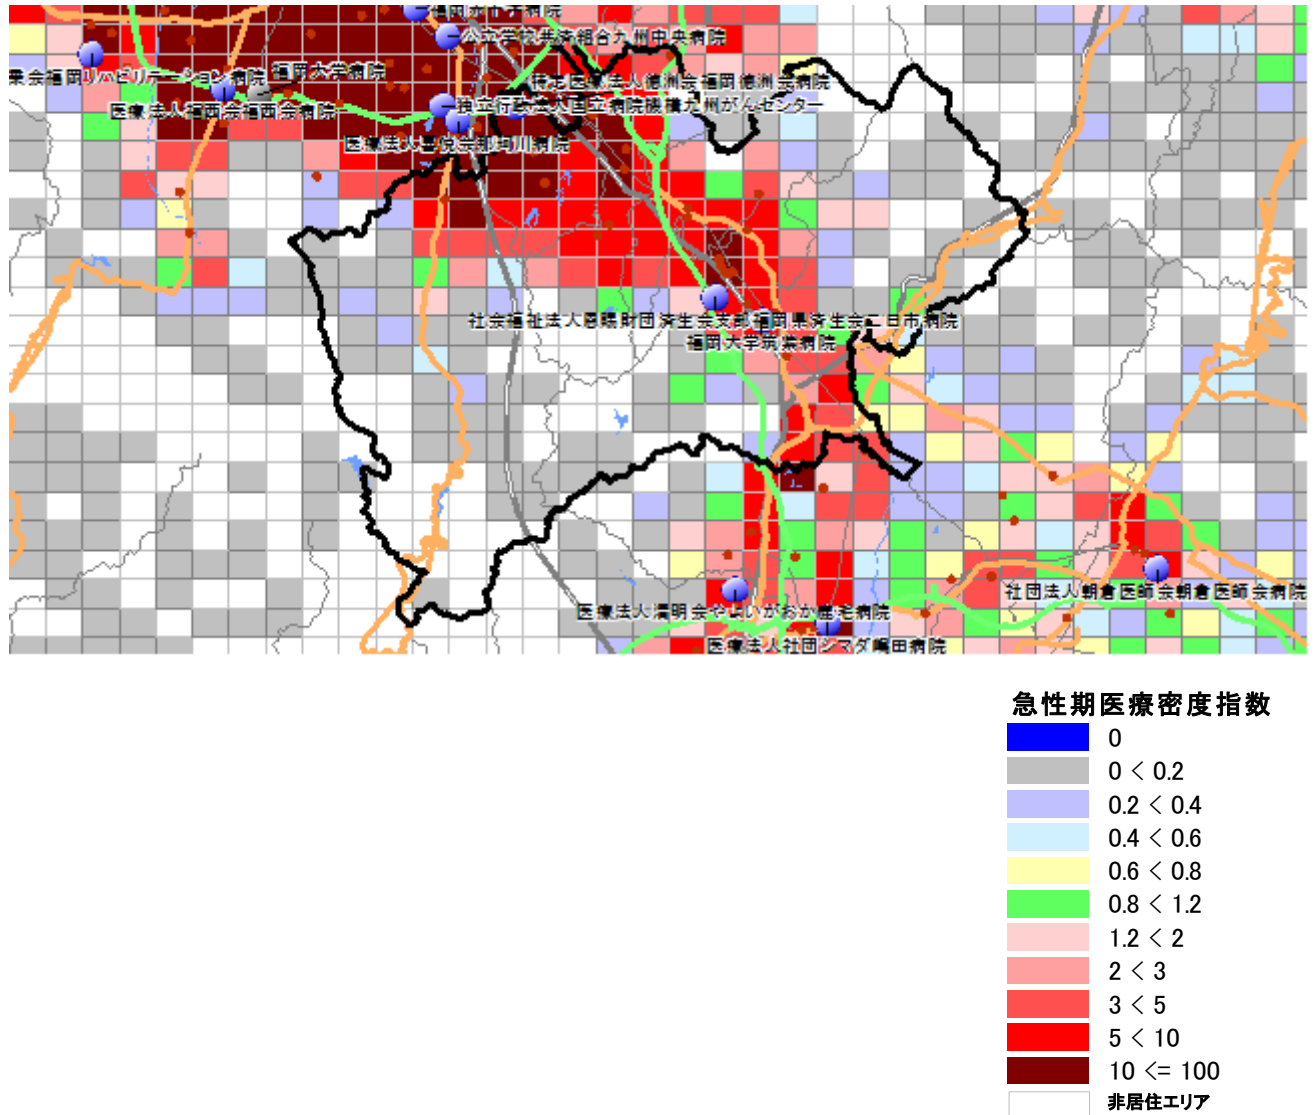 福岡赤十字病院
公立学校共済組合九州中央病院
福岡大学病院
乗会福岡リハビリテーション病院
特定医療法人徳洲会福岡徳洲会病院
医療法人福西会福西会病院
独立行政法人国立病院機構九州がんセンター
医療法人喜悦会那珂川病院
社会福祉法人恩賜財団済生会支部福岡県済生会二日市病院
福岡大学筑紫病院
社団法人朝倉医師会朝倉医師会病院
医療法人清明会やよいがおか鹿毛病院
医療法人社団シマダ嶋田病院
急性期医療密度指数
0
0 < 0.2
0.2 < 0.4
0.4 < 0.6
0.6 < 0.8
0.8 < 1.2
1.2 < 2
2 < 3
3 < 5
5 < 10
10 <= 100
非居住エリア